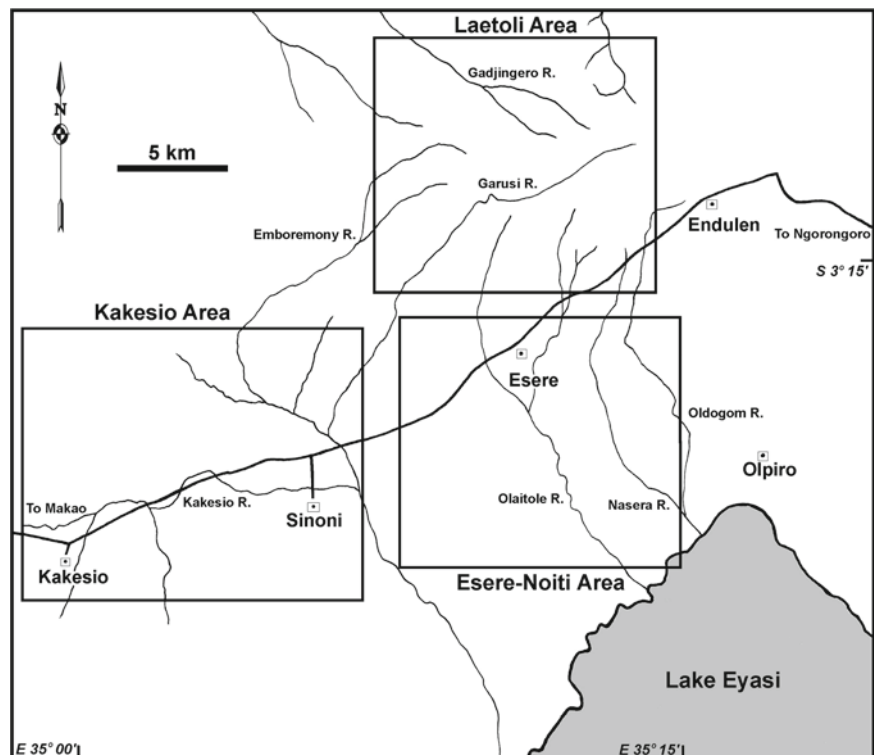 Laetoli Area
Gadjingero R.
N
5 km
Garusi R.
Endulen
Emboremony R.
To Ngorongoro
S 3° 15'
Kakesio Area
Esere
Oldogom R.
Olpiro
To Makao
Kakesio R.
Olaitole R.
Nasera R.
Sinoni
Kakesio
Esere-Noiti Area
Lake Eyasi
E 35° 00'
E 35° 15'